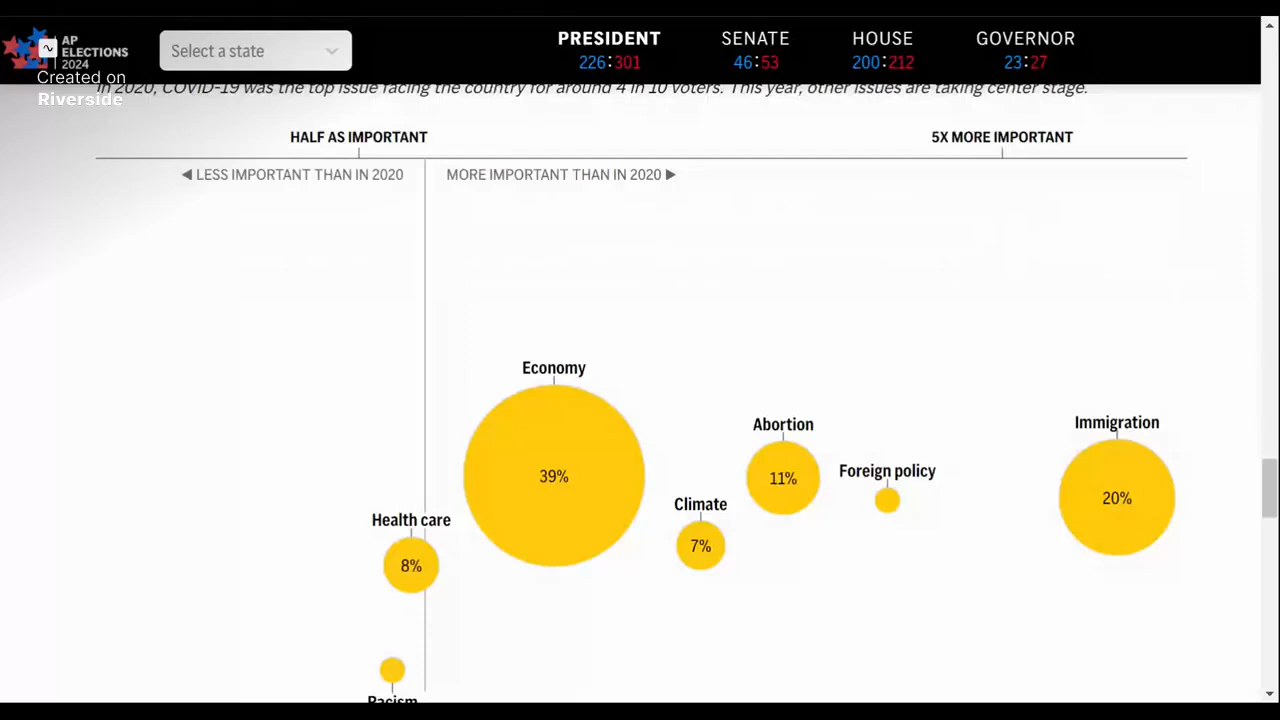 AP
ELECTIONS
2024
Created on
Riverside
Select a state
PRESIDENT
226:301
SENATE
46:53
HOUSE
200:212
GOVERNOR
23:27
In 2020, COVID-19 was the top issue facing the country for around 4 in 10 voters. This year, other issues are taking center stage.
HALF AS IMPORTANT
5X MORE IMPORTANT
◀ LESS IMPORTANT THAN IN 2020
MORE IMPORTANT THAN IN 2020 ▶
Economy
39%
Abortion
11%
Immigration
20%
Foreign policy
Climate
7%
Health care
8%
Racism